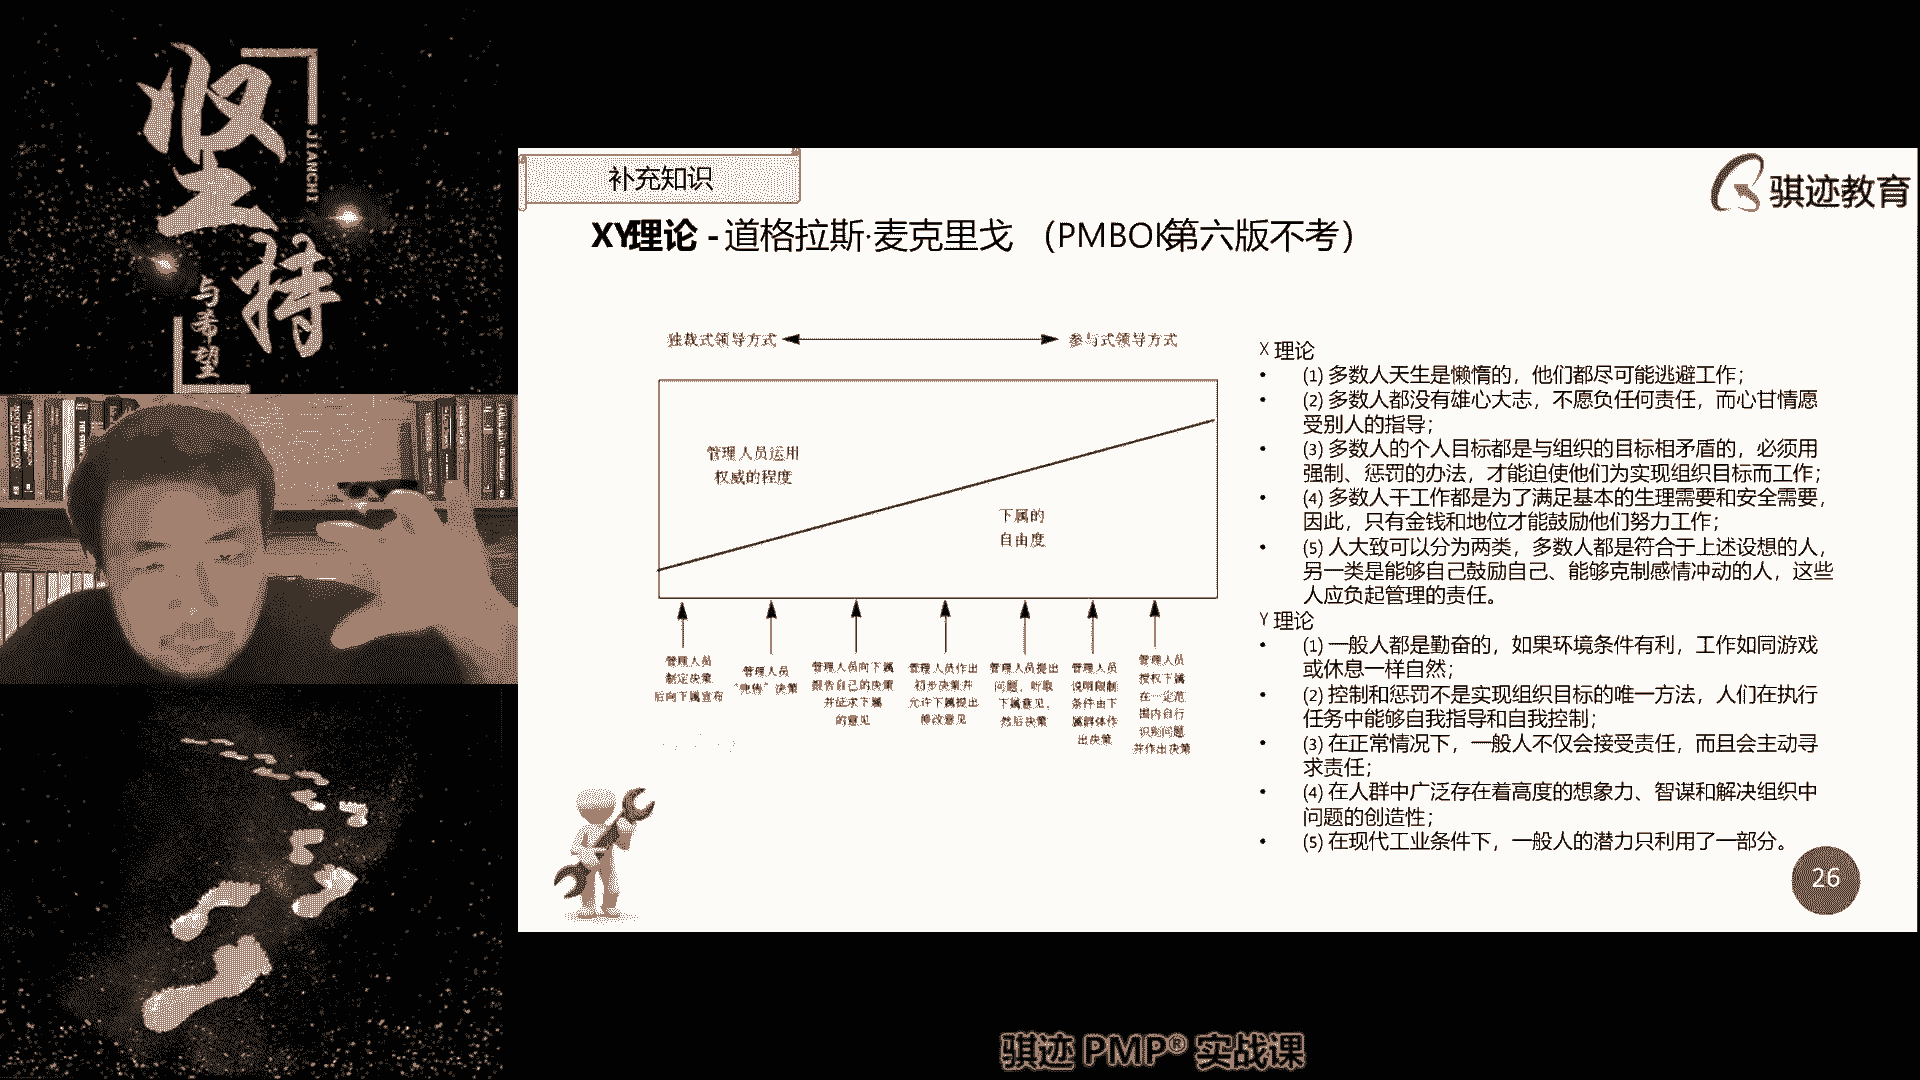 坚持
JIANCHI
与希望
补充知识
骐迹教育
XY理论 - 道格拉斯·麦克里戈 （PMBOK第六版不考）
独裁式领导方式
参与式领导方式
管理人员运用
权威的程度
下属的
自由度
管理人员
制定决策
后向下属宣布
管理人员
“兜售”决策
管理人员向下属
报告自己的决策
并征求下属
的意见
管理人员作出
初步决策并
允许下属提出
修改意见
管理人员提出
问题，听取
下属意见，
然后决策
管理人员
说明限制
条件由下
属群体作
出决策
管理人员
授权下属
在一定范
围内自行
识别问题
并作出决策
X 理论
• (1) 多数人天生是懒惰的，他们都尽可能逃避工作；
• (2) 多数人都没有雄心大志，不愿负任何责任，而心甘情愿
受别人的指导；
• (3) 多数人的个人目标都是与组织的目标相矛盾的，必须用
强制、惩罚的办法，才能迫使他们为实现组织目标而工作；
• (4) 多数人干工作都是为了满足基本的生理需要和安全需要，
因此，只有金钱和地位才能鼓励他们努力工作；
• (5) 人大致可以分为两类，多数人都是符合于上述设想的人，
另一类是能够自己鼓励自己、能够克制感情冲动的人，这些
人应负起管理的责任。
Y 理论
• (1) 一般人都是勤奋的，如果环境条件有利，工作如同游戏
或休息一样自然；
• (2) 控制和惩罚不是实现组织目标的唯一方法，人们在执行
任务中能够自我指导和自我控制；
• (3) 在正常情况下，一般人不仅会接受责任，而且会主动寻
求责任；
• (4) 在人群中广泛存在着高度的想象力、智谋和解决组织中
问题的创造性；
• (5) 在现代工业条件下，一般人的潜力只利用了一部分。
26
骐迹 PMP® 实战课